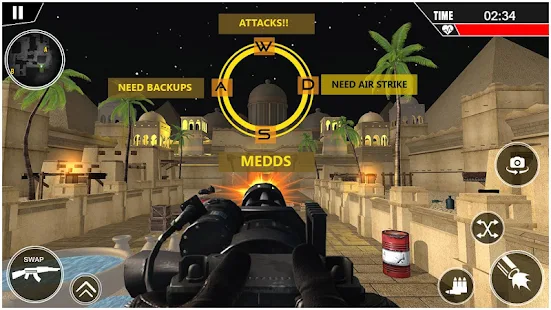 ATTACKS!!
TIME 02:34
W
NEED BACKUPS
A
D
NEED AIR STRIKE
S
MEDDS
A
B
SWAP